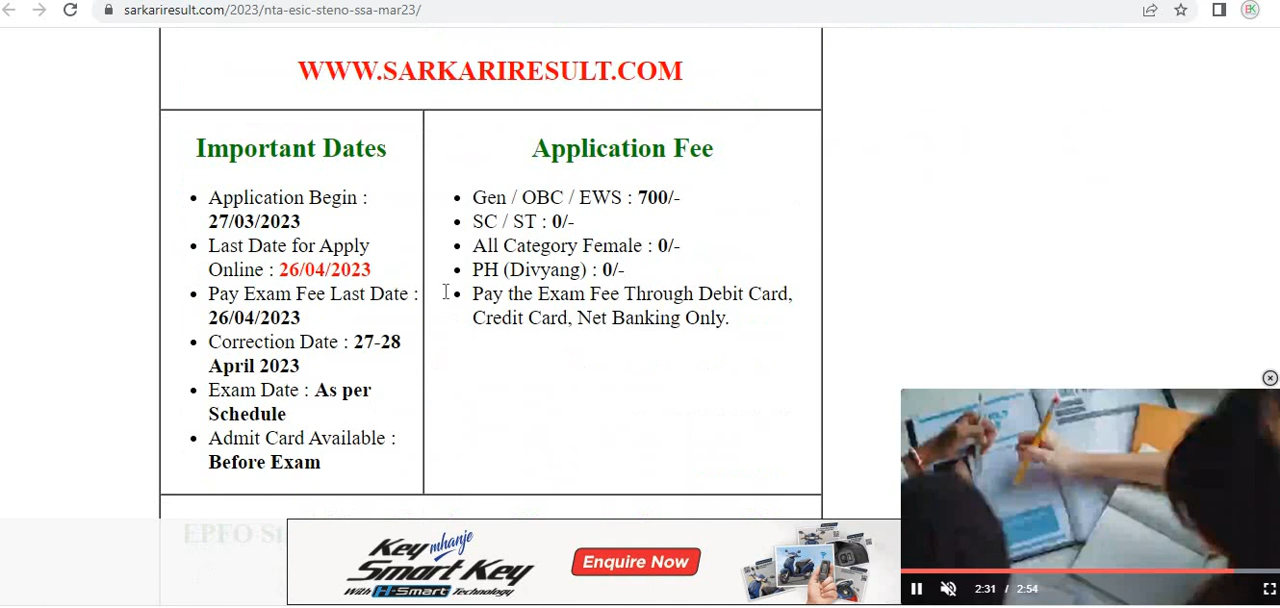 sarkariresult.com/2023/nta-esic-steno-ssa-mar23/
WWW.SARKARIRESULT.COM
Important Dates
Application Begin :
27/03/2023
Last Date for Apply
Online : 26/04/2023
Pay Exam Fee Last Date :
26/04/2023
Correction Date : 27-28
April 2023
Exam Date : As per
Schedule
Admit Card Available :
Before Exam
Application Fee
Gen / OBC / EWS : 700/-
SC / ST : 0/-
All Category Female : 0/-
PH (Divyang) : 0/-
Pay the Exam Fee Through Debit Card,
Credit Card, Net Banking Only.
EPFO St
Key mhanje
Smart Key
With H-Smart Technology
Enquire Now
2:31 / 2:54